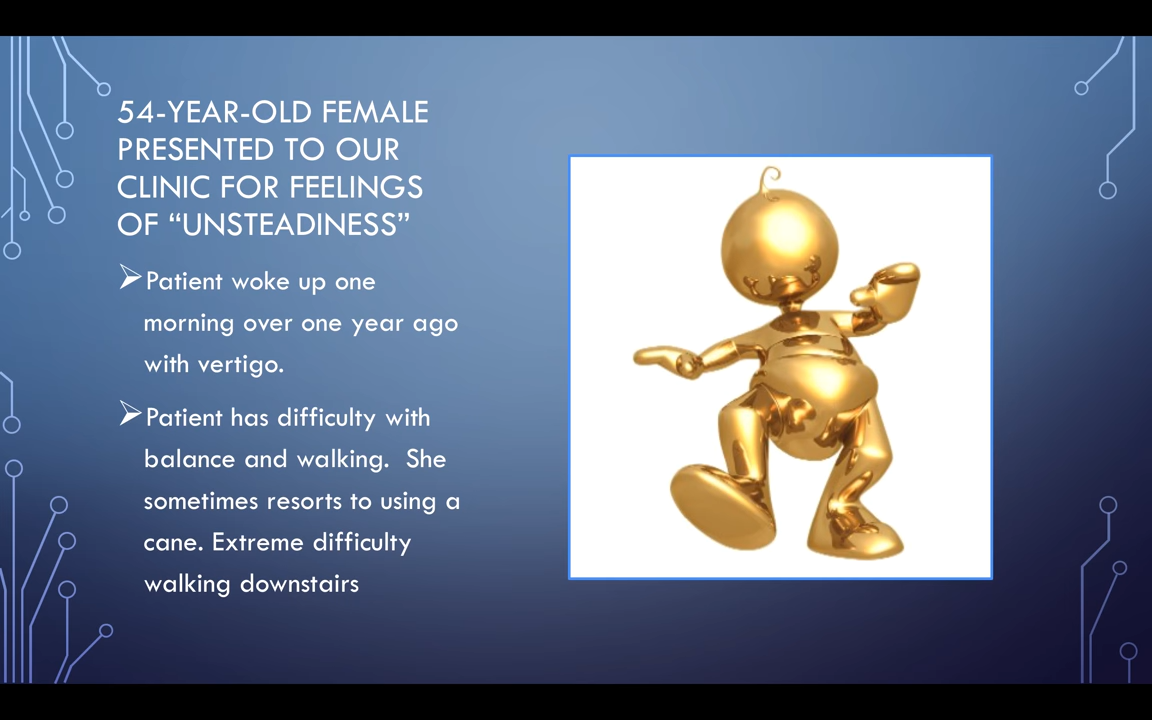 54-YEAR-OLD FEMALE
PRESENTED TO OUR
CLINIC FOR FEELINGS
OF “UNSTEADINESS”
Patient woke up one
morning over one year ago
with vertigo.
Patient has difficulty with
balance and walking.  She
sometimes resorts to using a
cane. Extreme difficulty
walking downstairs